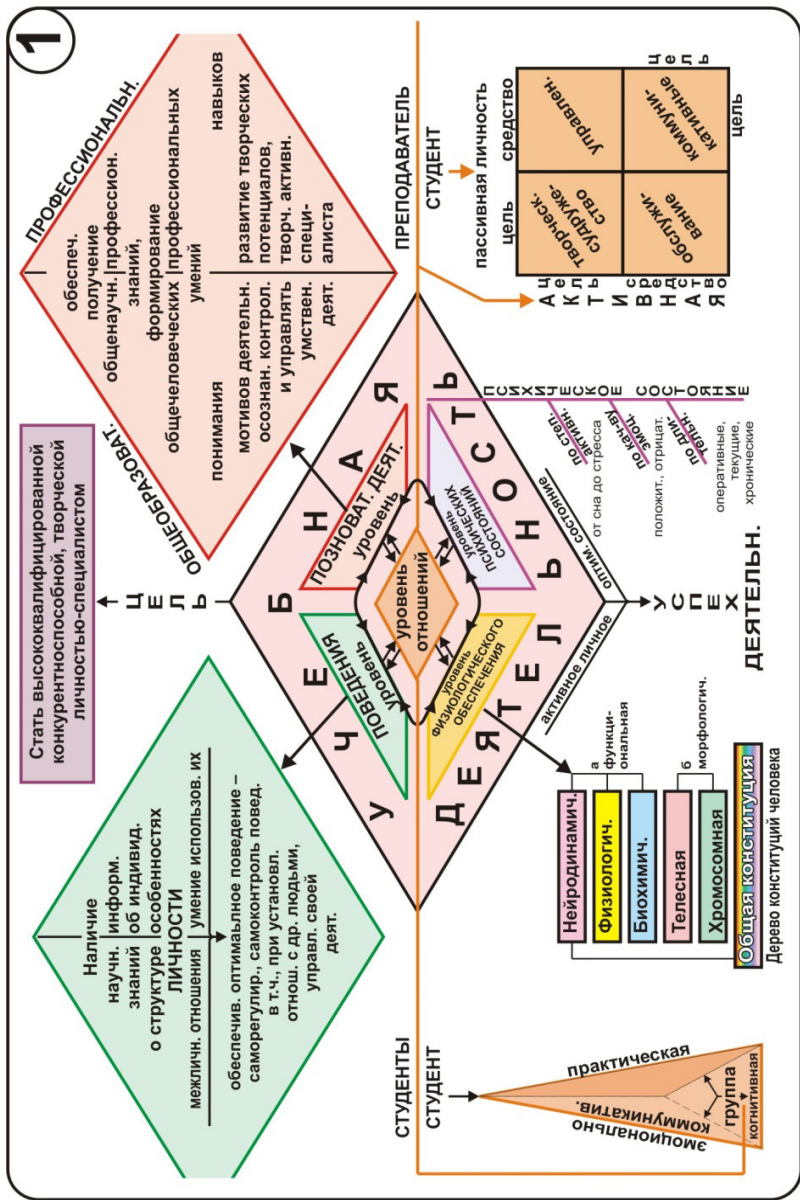 1
Стать высококвалифицированной
конкурентноспособной, творческой
личностью-специалистом
ЦЕЛЬ
Наличие
научн. информ.
знаний об индивид.
о структуре особенностях
ЛИЧНОСТИ
межличн. отношения умение использов. их
обеспечив. оптимаьлное поведение –
саморегулир., самоконтроль повед.
в т.ч., при установл.
отнош. с др. людьми,
управл. своей
деят.
ОБЩЕОБРАЗОВАТ.
ПРОФЕССИОНАЛЬН.
обеспеч.
получение
общенаучн. профессион.
знаний,
формирование
общечеловеческих профессиональных
умений
понимания
навыков
мотивов деятельн.
осознан. контрол.
и управлять
умствен.
деят.
развитие творческих
потенциалов,
творч. активн.
специ-
алиста
УЧЕБНАЯ
ПОВЕДЕНИЯ
уровень
ПОЗНОВАТ. ДЕЯТ.
уровень
уровень
отношений
уровень
ФИЗИОЛОГИЧЕСКОГО
ОБЕСПЕЧЕНИЯ
уровень
ПСИХИЧЕСКИХ
СОСТОЯНИЙ
ДЕЯТЕЛЬНОСТЬ
активное личное
оптим. состояние
УСПЕХ
ДЕЯТЕЛЬН.
СТУДЕНТЫ
СТУДЕНТ
эмоционально
коммуникатив.
практическая
группа
когнитивная
Нейродинамич.
Физиологич.
Биохимич.
Телесная
Хромосомная
Общая конституция
Дерево конституций человека
а
функци-
ональная
б
морфологич.
ПСИХИЧЕСКОЕ СОСТОЯНИЕ
по степ.
активн.
от сна до стресса
по кач-ву
эмоц.
положит., отрицат.
по дли-
тельн.
оперативные,
текущие,
хронические
ПРЕПОДАВАТЕЛЬ
СТУДЕНТ
пассивная личность
цель средство
АКТИВНАЯ
цель
средство
творческ.
судруже-
ство
управлен.
обслужи-
вание
коммуни-
кативные
цель
цель